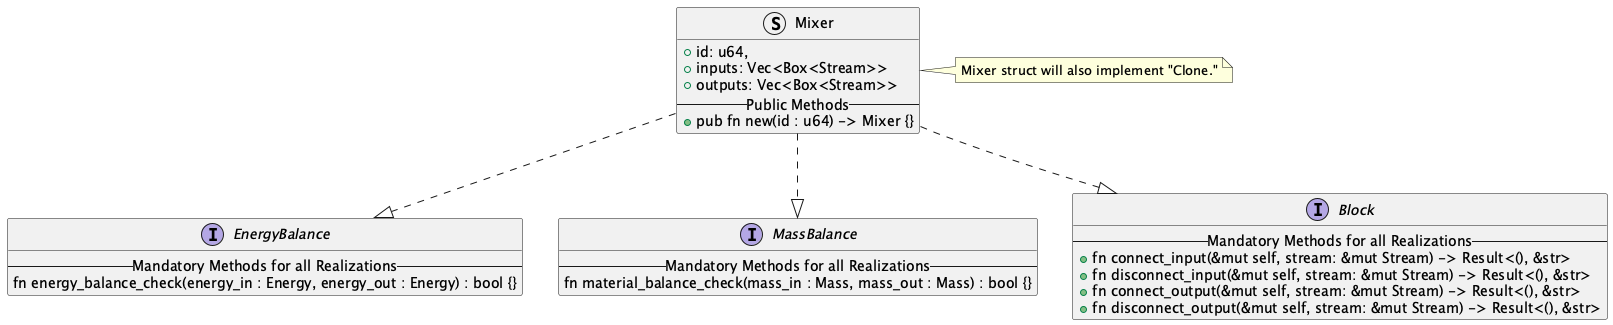 S Mixer
id: u64,
inputs: Vec<Box<Stream>>
outputs: Vec<Box<Stream>>
Public Methods
pub fn new(id : u64) -> Mixer {}
Mixer struct will also implement "Clone."
I EnergyBalance
Mandatory Methods for all Realizations
fn energy_balance_check(energy_in : Energy, energy_out : Energy) : bool {}
I MassBalance
Mandatory Methods for all Realizations
fn material_balance_check(mass_in : Mass, mass_out : Mass) : bool {}
I Block
Mandatory Methods for all Realizations
fn connect_input(&mut self, stream: &mut Stream) -> Result<(), &str>
fn disconnect_input(&mut self, stream: &mut Stream) -> Result<(), &str>
fn connect_output(&mut self, stream: &mut Stream) -> Result<(), &str>
fn disconnect_output(&mut self, stream: &mut Stream) -> Result<(), &str>